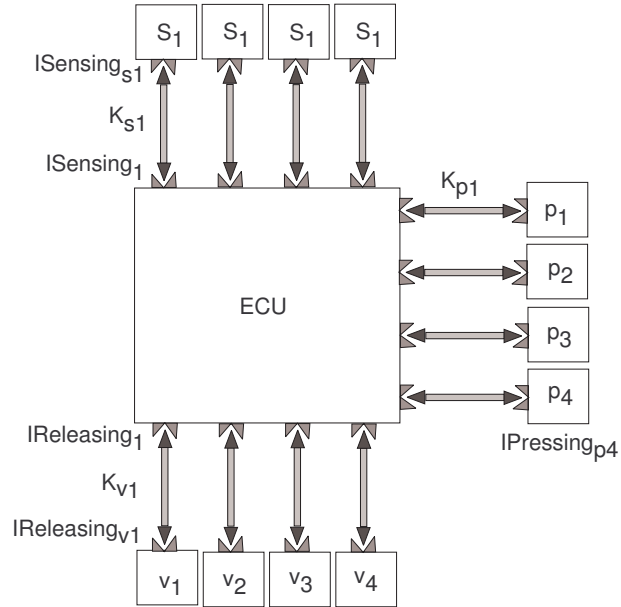 S1 S1 S1 S1
ISensings1
Ks1
ISensing1
Kp1
p1
p2
ECU
p3
p4
IReleasing1
IPressingp4
Kv1
IReleasingv1
v1 v2 v3 v4